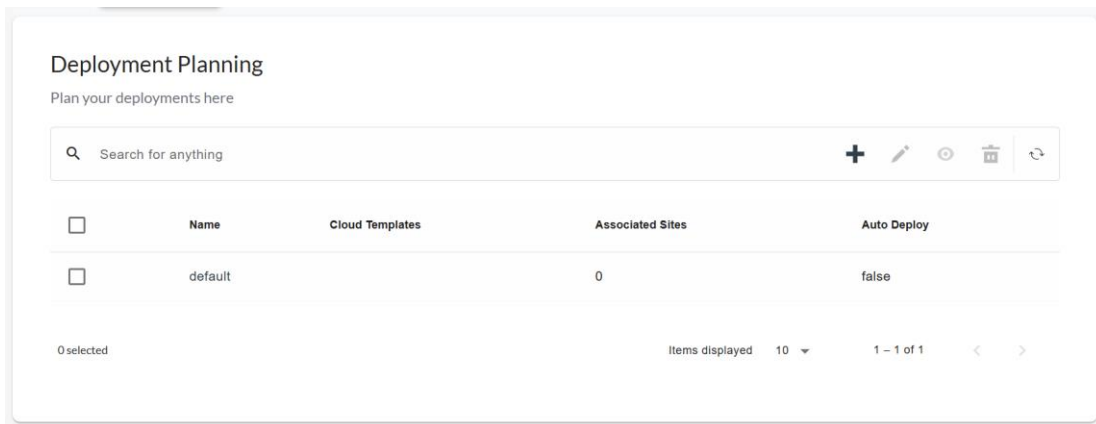 Deployment Planning
Plan your deployments here
Search for anything
Name Cloud Templates Associated Sites Auto Deploy
default 0 false
0 selected Items displayed 10 1 – 1 of 1